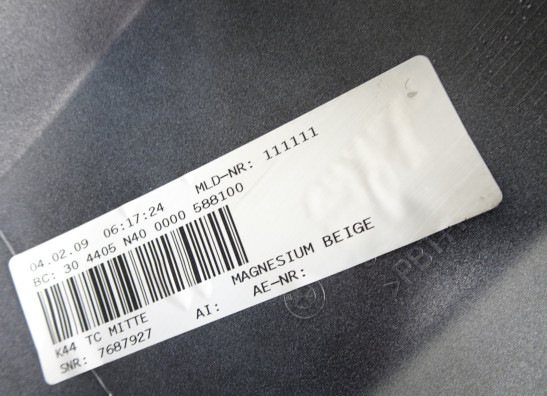 04.02.09 06:17:24 MLD-NR: 111111
BC: 30 4405 N40 0000 588100
K44 TC MITTE MAGNESIUM BEIGE
SNR: 7687927 AI: AE-NR: